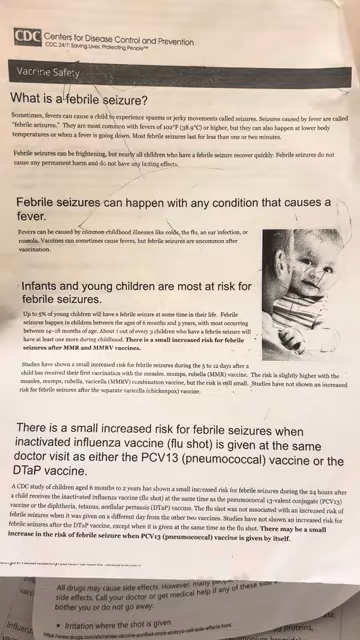 CDC Centers for Disease Control and Prevention
CDC 24/7: Saving Lives. Protecting People™
Vaccine Safety
What is a febrile seizure?
Sometimes, fevers can cause a child to experience spasms or jerky movements called seizures. Seizures caused by fever are called
"febrile seizures." They are most common with fevers of 102°F (38.9°C) or higher, but they can also happen at lower body
temperatures or when a fever is going down. Most febrile seizures last for less than one or two minutes.
Febrile seizures can be frightening, but nearly all children who have a febrile seizure recover quickly. Febrile seizures do not
cause any permanent harm and do not have any lasting effects.
Febrile seizures can happen with any condition that causes a
fever.
Fevers can be caused by common childhood illnesses like colds, the flu, an ear infection, or
roseola. Vaccines can sometimes cause fevers, but febrile seizures are uncommon after
vaccination.
Infants and young children are most at risk for
febrile seizures.
Up to 5% of young children will have a febrile seizure at some time in their life. Febrile
seizures happen in children between the ages of 6 months and 5 years, with most occurring
between 14-18 months of age. About 1 out of every 3 children who have a febrile seizure will
have at least one more during childhood. There is a small increased risk for febrile
seizures after MMR and MMRV vaccines.
Studies have shown a small increased risk for febrile seizures during the 5 to 12 days after a
child has received their first vaccination with the measles, mumps, rubella (MMR) vaccine. The risk is slightly higher with the
measles, mumps, rubella, varicella (MMRV) combination vaccine, but the risk is still small. Studies have not shown an increased
risk for febrile seizures after the separate varicella (chickenpox) vaccine.
There is a small increased risk for febrile seizures when
inactivated influenza vaccine (flu shot) is given at the same
doctor visit as either the PCV13 (pneumococcal) vaccine or the
DTaP vaccine.
A CDC study of children aged 6 months to 2 years has shown a small increased risk for febrile seizures during the 24 hours after
a child receives the inactivated influenza vaccine (flu shot) at the same time as the pneumococcal 13-valent conjugate (PCV13)
vaccine or the diphtheria, tetanus, acellular pertussis (DTaP) vaccine. The flu shot was not associated with an increased risk of
febrile seizures when it was given on a different day from the other two vaccines. Studies have not shown an increased risk for
febrile seizures after the DTaP vaccine, except when it is given at the same time as the flu shot. There may be a small
increase in the risk of febrile seizure when PCV13 (pneumococcal) vaccine is given by itself.
All drugs may cause side effects. However, many
side effects. Call your doctor or get medical help if any of these side
bother you or do not go away:
• Irritation where the shot is given.
proteins,